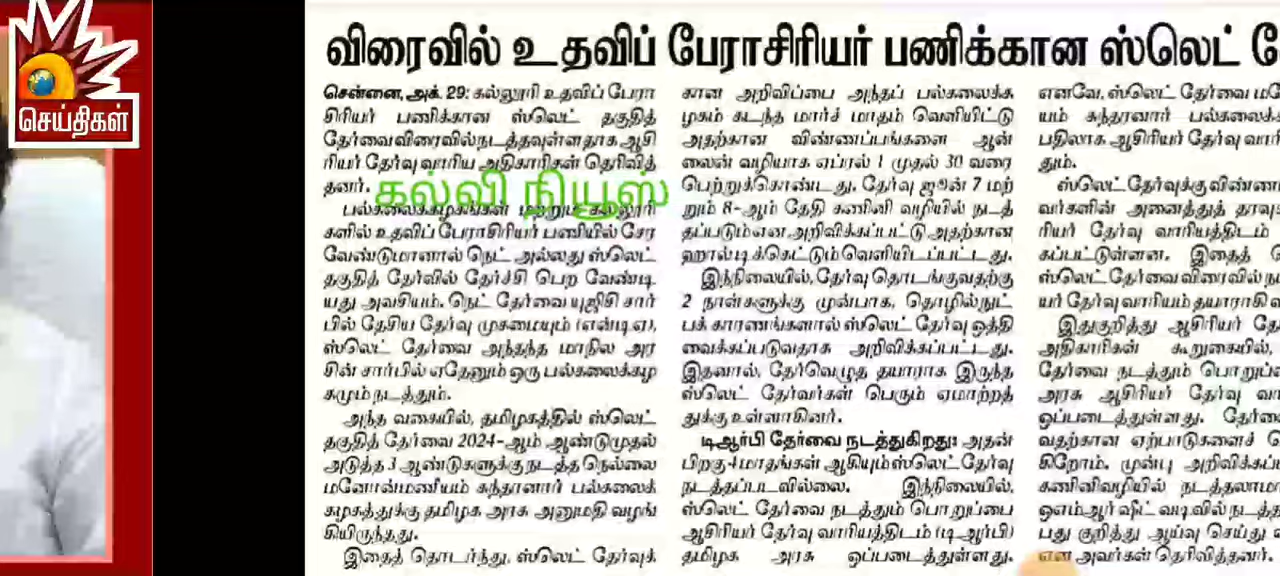 செய்திகள்
விரைவில் உதவிப் பேராசிரியர் பணிக்கான ஸ்லெட்
சென்னை, அக். 29: கல்லூரி உதவிப் பேரா
சிரியர் பணிக்கான ஸ்லெட் தகுதித்
தேர்வை விரைவில் நடத்தவுள்ளதாக ஆசி
ரியர் தேர்வு வாரிய அதிகாரிகள் தெரிவித்
தனர்.
கல்வி நியூஸ்
பல்கலைக்கழகங்கள் மற்றும் கல்லூரி
களில் உதவிப் பேராசிரியர் பணியில் சேர
வேண்டுமானால் நெட் அல்லது ஸ்லெட்
தகுதித் தேர்வில் தேர்ச்சி பெற வேண்டி
யது அவசியம். நெட் தேர்வை யுஜிசி சார்
பில் தேசிய தேர்வு முகமையும் (என்டிஏ),
ஸ்லெட் தேர்வை அந்தந்த மாநில அர
சின் சார்பில் ஏதேனும் ஒரு பல்கலைக்கழ
கமும் நடத்தும்.
அந்த வகையில், தமிழகத்தில் ஸ்லெட்
தகுதித் தேர்வை 2024-ஆம் ஆண்டுமுதல்
அடுத்த 3 ஆண்டுகளுக்கு நடத்த நெல்லை
மனோன்மணீயம் சுந்தரனார் பல்கலைக்
கழகத்துக்கு தமிழக அரசு அனுமதி வழங்
கியிருந்தது.
இதைத் தொடர்ந்து, ஸ்லெட் தேர்வுக்
கான அறிவிப்பை அந்தப் பல்கலைக்க
ழகம் கடந்த மார்ச் மாதம் வெளியிட்டு
அதற்கான விண்ணப்பங்களை ஆன்
லைன் வழியாக ஏப்ரல் 1 முதல் 30 வரை
பெற்றுக்கொண்டது. தேர்வு ஜூன் 7 மற்
றும் 8-ஆம் தேதி கணினி வழியில் நடத்
தப்படும் என அறிவிக்கப்பட்டு அதற்கான
ஹால் டிக்கெட்டும் வெளியிடப்பட்டது.
இந்நிலையில், தேர்வு தொடங்குவதற்கு
2 நாள்களுக்கு முன்பாக, தொழில்நுட்
பக் காரணங்களால் ஸ்லெட் தேர்வு ஒத்தி
வைக்கப்படுவதாக அறிவிக்கப்பட்டது.
இதனால், தேர்வெழுத தயாராக இருந்த
ஸ்லெட் தேர்வர்கள் பெரும் ஏமாற்றத்
துக்கு உள்ளாகினர்.
டிஆர்பி தேர்வை நடத்துகிறது: அதன்
பிறகு 4 மாதங்கள் ஆகியும் ஸ்லெட் தேர்வு
நடத்தப்படவில்லை. இந்நிலையில்,
ஸ்லெட் தேர்வை நடத்தும் பொறுப்பை
ஆசிரியர் தேர்வு வாரியத்திடம் (டிஆர்பி)
தமிழக அரசு ஒப்படைத்துள்ளது.
எனவே, ஸ்லெட் தேர்வை
யம் சுந்தரனார்
பதிலாக ஆசிரியர் தேர்வு
தும்.
ஸ்லெட் தேர்வுக்கு
வர்களின் அனைத்துத்
ரியர் தேர்வு வாரியத்திடம்
கப்பட்டுள்ளன. இதைத்
ஸ்லெட் தேர்வை விரைவில்
யர் தேர்வு வாரியம் தயாராகி
இதுகுறித்து ஆசிரியர்
அதிகாரிகள் கூறுகையில்,
தேர்வை நடத்தும்
அரசு ஆசிரியர் தேர்வு
ஒப்படைத்துள்ளது.
வதற்கான ஏற்பாடுகளைச்
கிறோம். முன்பு
கணினிவழியில்
ஓஎம்ஆர் ஷீட் வடிவில்
பது குறித்து ஆய்வு செய்து
என அவர்கள் தெரிவித்தனர்.